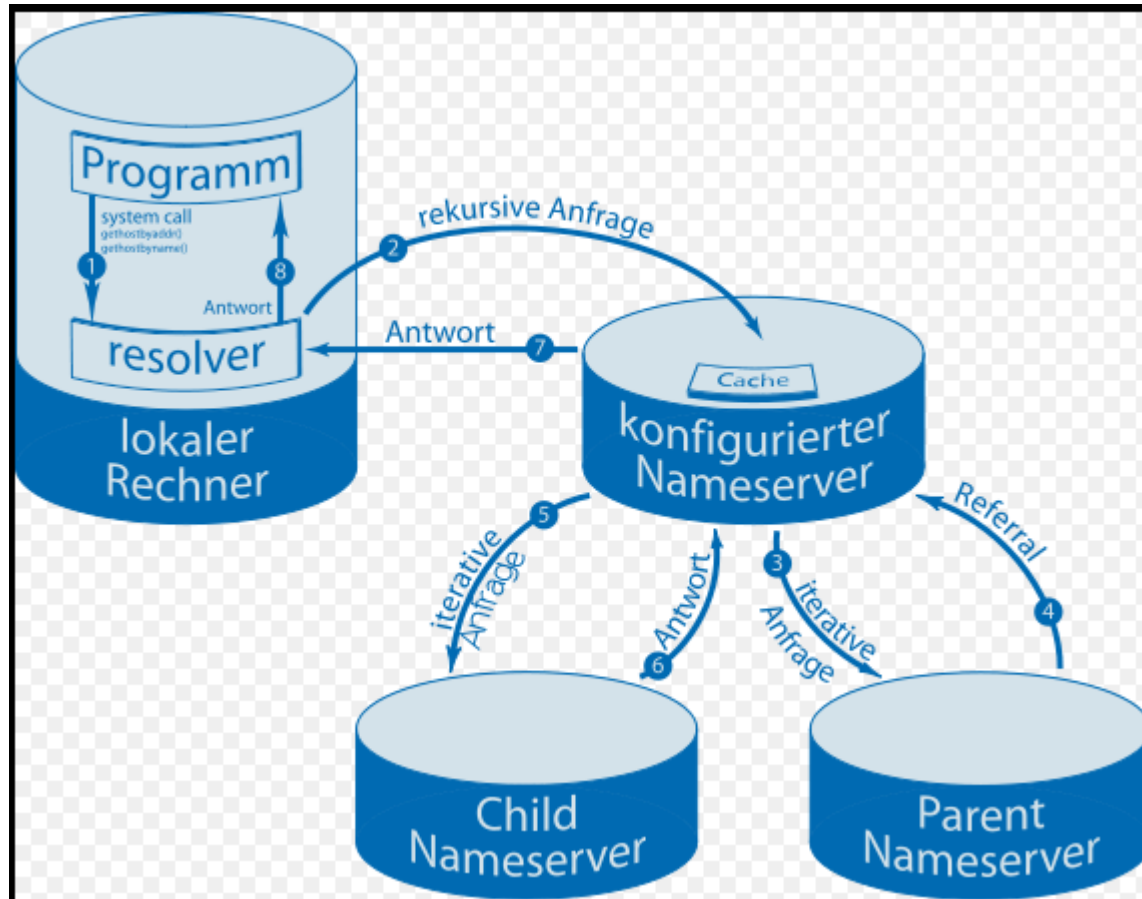 Programm
system call
gethostbyaddr()
gethostbyname()
1
8
Antwort
resolver
lokaler
Rechner
2
rekursive Anfrage
Antwort
7
Cache
konfigurierter
Nameserver
5
iterative
Anfrage
Antwort
6
3
iterative
Anfrage
Referral
4
Child
Nameserver
Parent
Nameserver